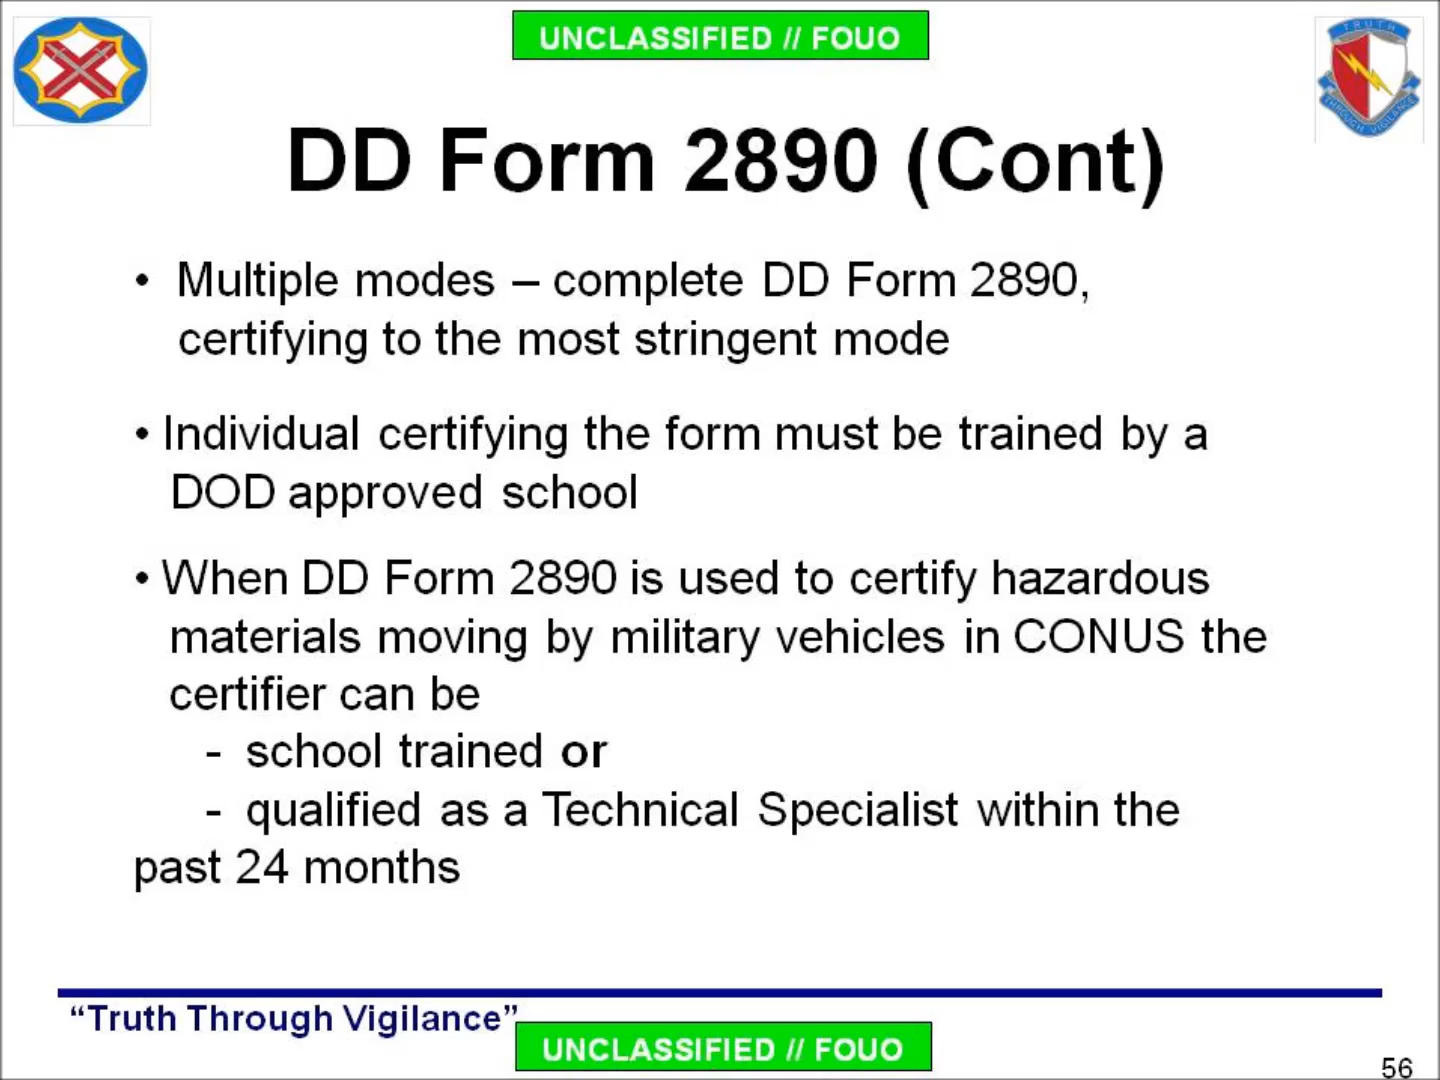 UNCLASSIFIED // FOUO
TRUTH
THROUGH VIGILANCE
DD Form 2890 (Cont)
• Multiple modes – complete DD Form 2890,
certifying to the most stringent mode
• Individual certifying the form must be trained by a
DOD approved school
• When DD Form 2890 is used to certify hazardous
materials moving by military vehicles in CONUS the
certifier can be
- school trained or
- qualified as a Technical Specialist within the
past 24 months
“Truth Through Vigilance”
UNCLASSIFIED // FOUO
56